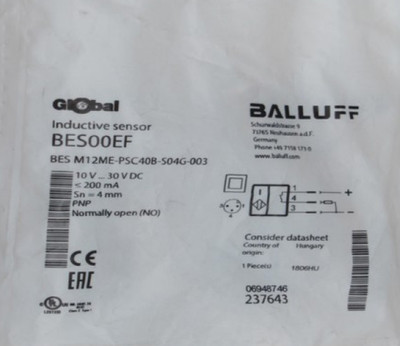 Global
Inductive sensor
BES00EF
BES M12ME-PSC40B-S04G-003
10 V ... 30 V DC
≤ 200 mA
Sn = 4 mm
PNP
Normally open (NO)
CE
EAC
BALLUFF
Schurwaldstrasse 9
73765 Neuhausen a.d.F.
Germany
Phone +49 7158 173-0
www.balluff.com
1 +
4
3 -
Consider datasheet
Country of origin: Hungary
1 Piece(s) 1806HU
06948746
237643